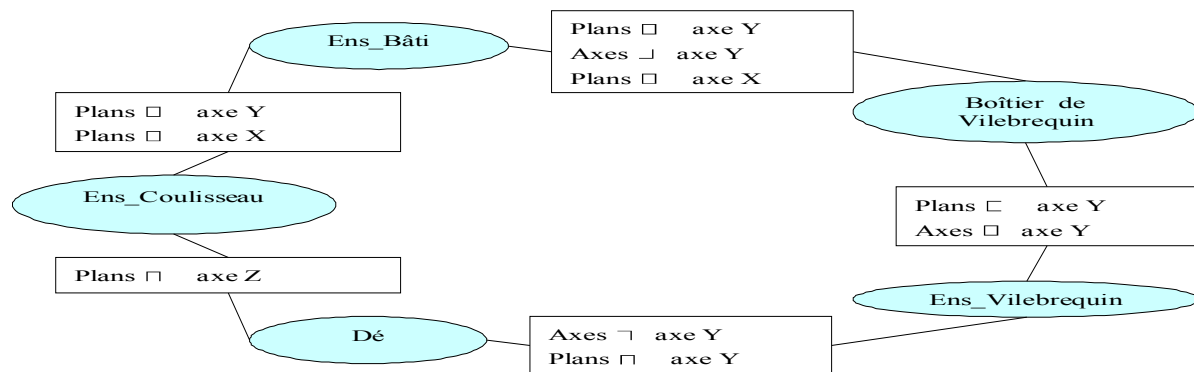 Ens_Bâti
Plans □ axe Y
Axes ┘ axe Y
Plans □ axe X
Plans □ axe Y
Plans □ axe X
Boîtier de
Vilebrequin
Ens_Coulisseau
Plans ⊏ axe Y
Axes □ axe Y
Plans ⊓ axe Z
Ens_Vilebrequin
Dé
Axes ┐ axe Y
Plans ⊓ axe Y